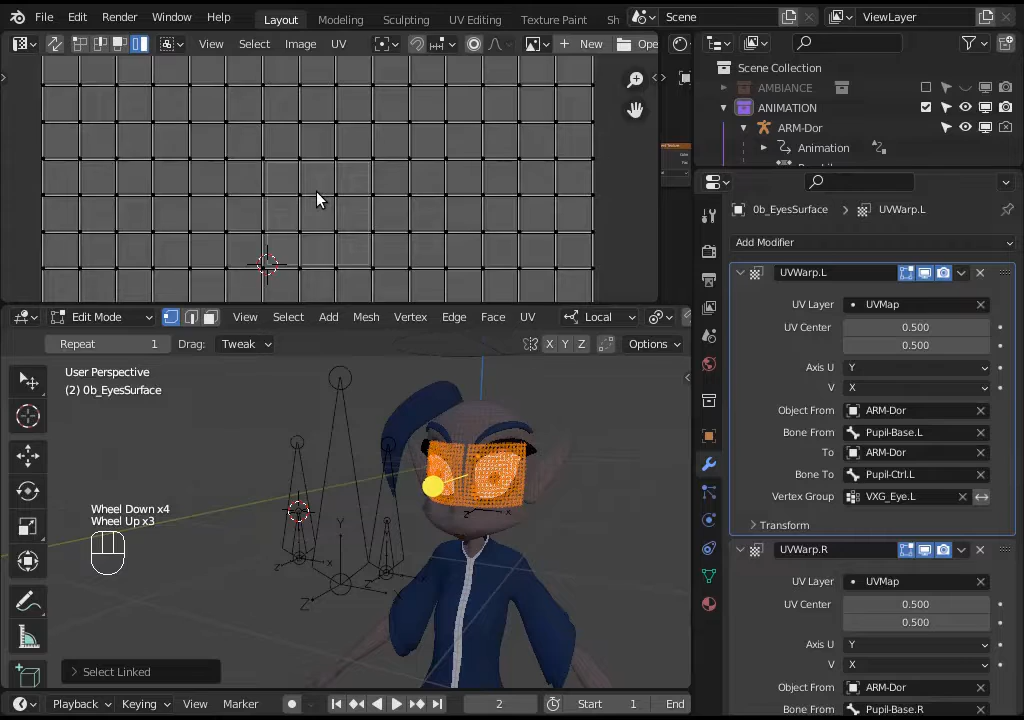 File Edit Render Window Help Layout Modeling Sculpting UV Editing Texture Paint Sh Scene ViewLayer
View Select Image UV New Ope
Scene Collection
AMBIANCE
ANIMATION
ARM-Dor
Animation
0b_EyesSurface UVWarp.L
Add Modifier
UVWarp.L
UV Layer UVMap
UV Center 0.500
0.500
Axis U Y
V X
Object From ARM-Dor
Bone From Pupil-Base.L
To ARM-Dor
Bone To Pupil-Ctrl.L
Vertex Group VXG_Eye.L
Transform
UVWarp.R
UV Layer UVMap
UV Center 0.500
0.500
Axis U Y
V X
Object From ARM-Dor
Bone From Pupil-Base.R
Edit Mode View Select Add Mesh Vertex Edge Face UV Local
Repeat 1 Drag: Tweak X Y Z Options
User Perspective
(2) 0b_EyesSurface
Wheel Down x4
Wheel Up x3
Select Linked
Playback Keying View Marker 2 Start 1 End